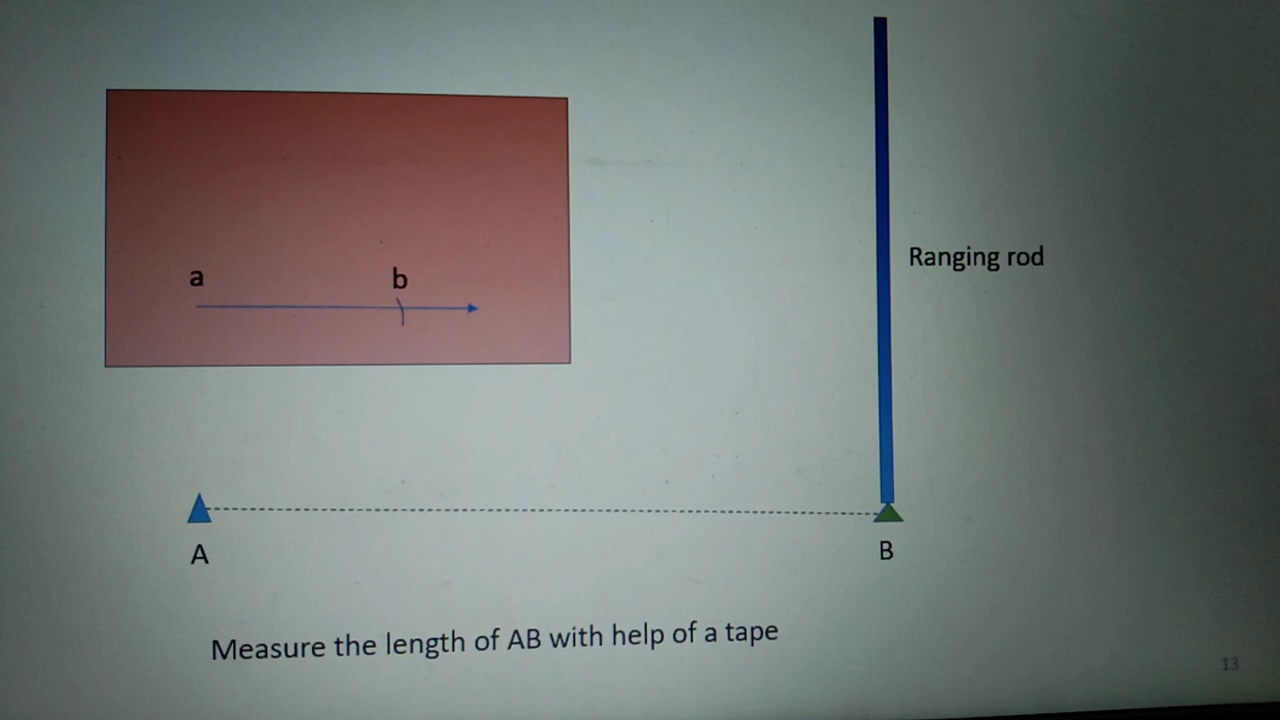 a
b
Ranging rod
A
B
Measure the length of AB with help of a tape
13